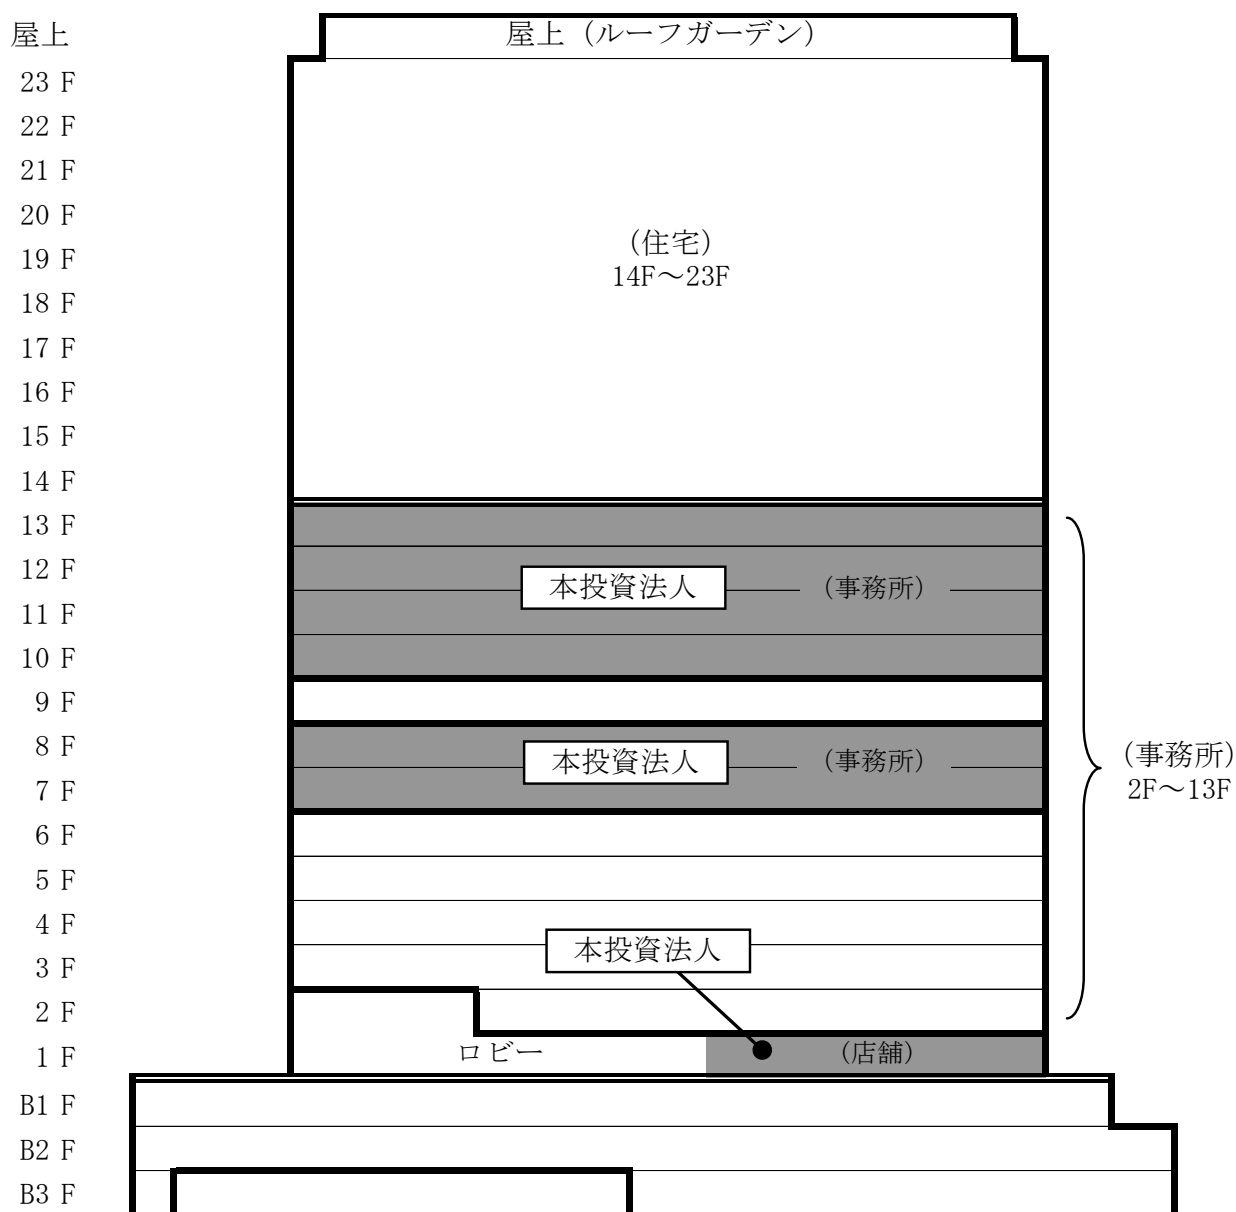 屋上
屋上（ルーフガーデン）
23 F
22 F
21 F
20 F
19 F
（住宅）
14F～23F
18 F
17 F
16 F
15 F
14 F
13 F
12 F
本投資法人
（事務所）
11 F
10 F
9 F
8 F
本投資法人
（事務所）
（事務所）
2F～13F
7 F
6 F
5 F
4 F
本投資法人
3 F
2 F
1 F
ロビー
（店舗）
B1 F
B2 F
B3 F